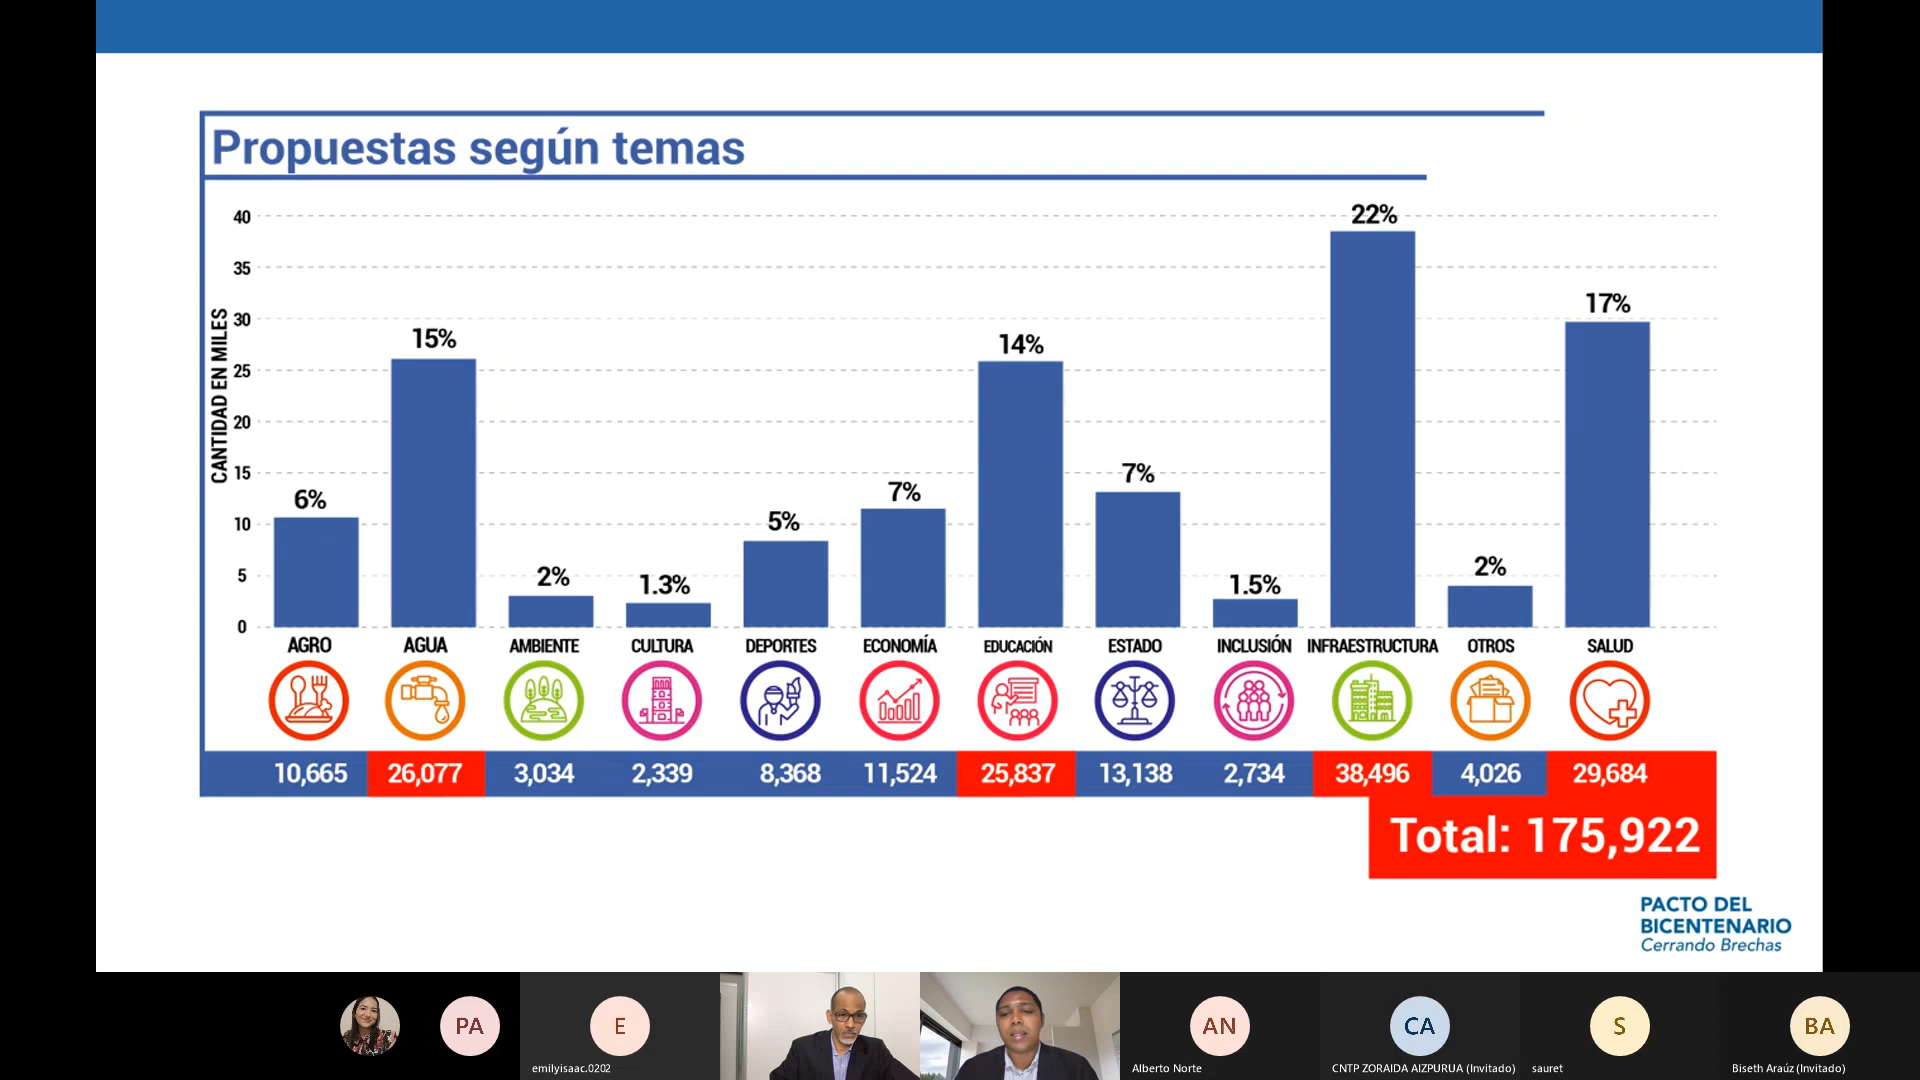 Propuestas según temas
CANTIDAD EN MILES
40
35
30
25
20
15
10
5
0
6%
15%
2%
1.3%
5%
7%
14%
7%
1.5%
22%
2%
17%
AGRO AGUA AMBIENTE CULTURA DEPORTES ECONOMÍA EDUCACIÓN ESTADO INCLUSIÓN INFRAESTRUCTURA OTROS SALUD
10,665 26,077 3,034 2,339 8,368 11,524 25,837 13,138 2,734 38,496 4,026 29,684
Total: 175,922
PACTO DEL
BICENTENARIO
Cerrando Brechas
PA E AN CA S BA
emilyisaac.0202 Alberto Norte CNTP ZORAIDA AIZPURUA (Invitado) sauret Biseth Araúz (Invitado)